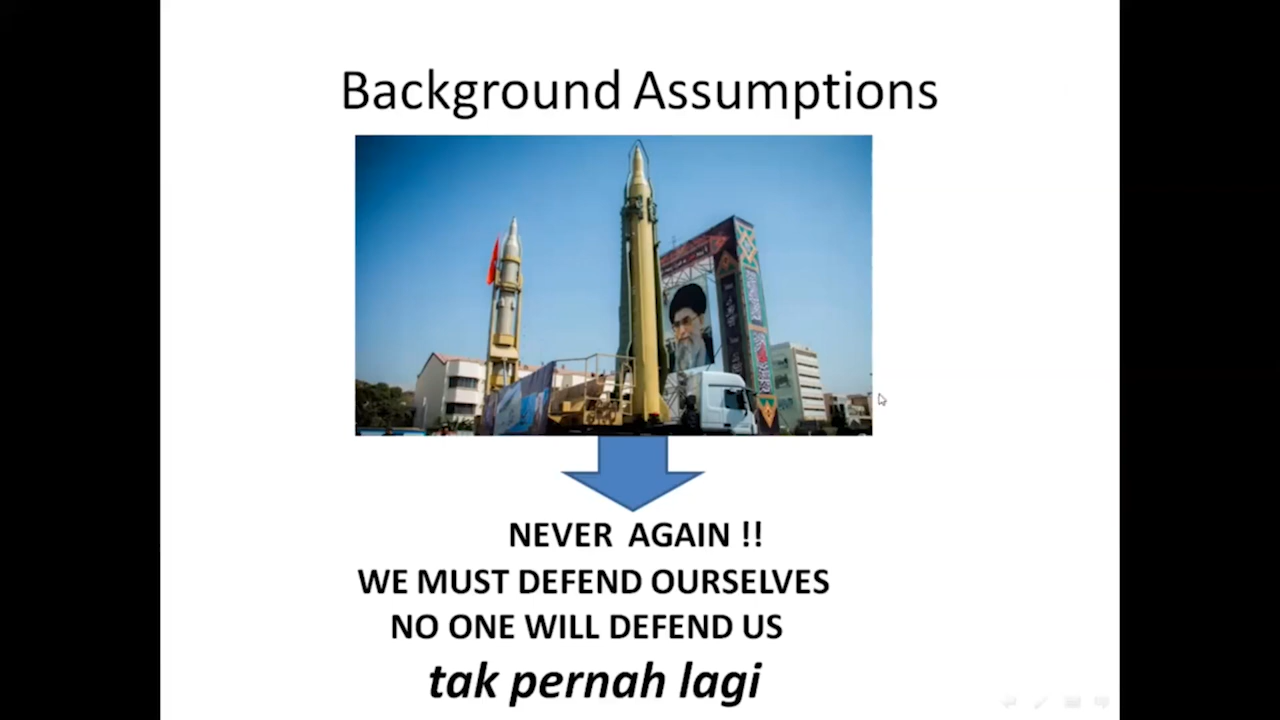 Background Assumptions
NEVER AGAIN !!
WE MUST DEFEND OURSELVES
NO ONE WILL DEFEND US
tak pernah lagi